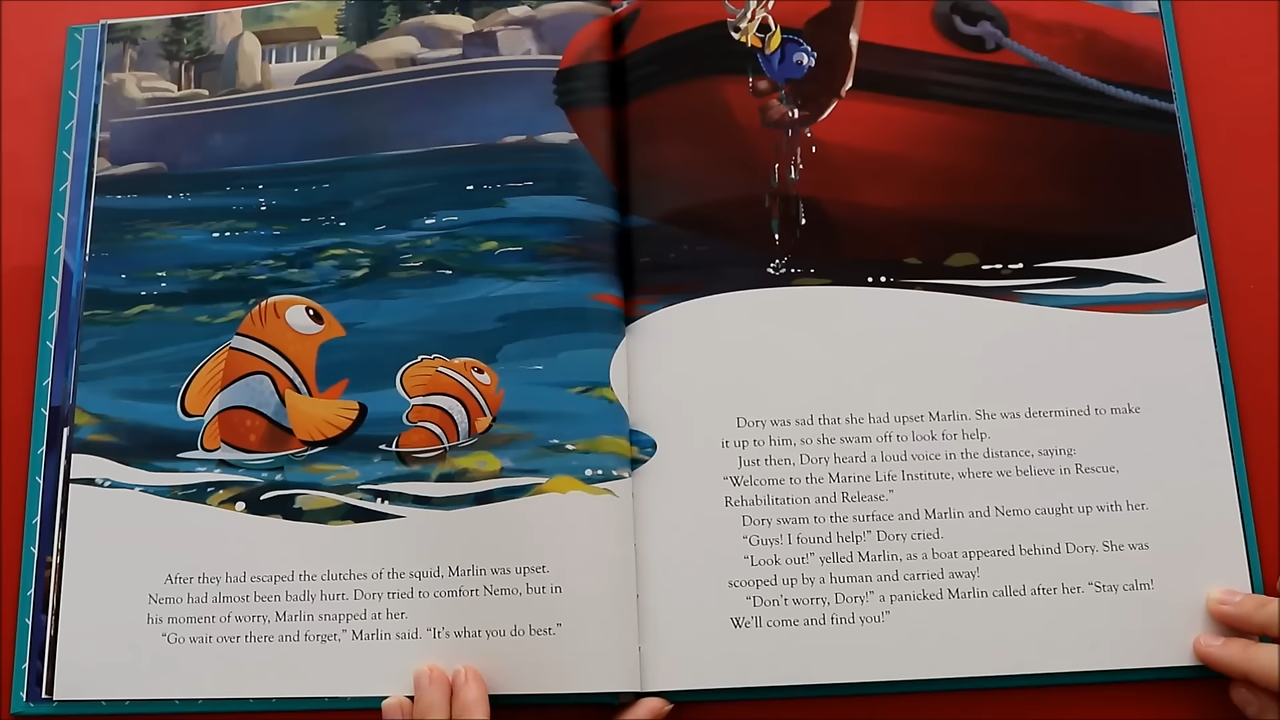 After they had escaped the clutches of the squid, Marlin was upset.
Nemo had almost been badly hurt. Dory tried to comfort Nemo, but in
his moment of worry, Marlin snapped at her.
“Go wait over there and forget,” Marlin said. “It’s what you do best.”
Dory was sad that she had upset Marlin. She was determined to make
it up to him, so she swam off to look for help.
Just then, Dory heard a loud voice in the distance, saying:
“Welcome to the Marine Life Institute, where we believe in Rescue,
Rehabilitation and Release.”
Dory swam to the surface and Marlin and Nemo caught up with her.
“Guys! I found help!” Dory cried.
“Look out!” yelled Marlin, as a boat appeared behind Dory. She was
scooped up by a human and carried away!
“Don’t worry, Dory!” a panicked Marlin called after her. “Stay calm!
We’ll come and find you!”